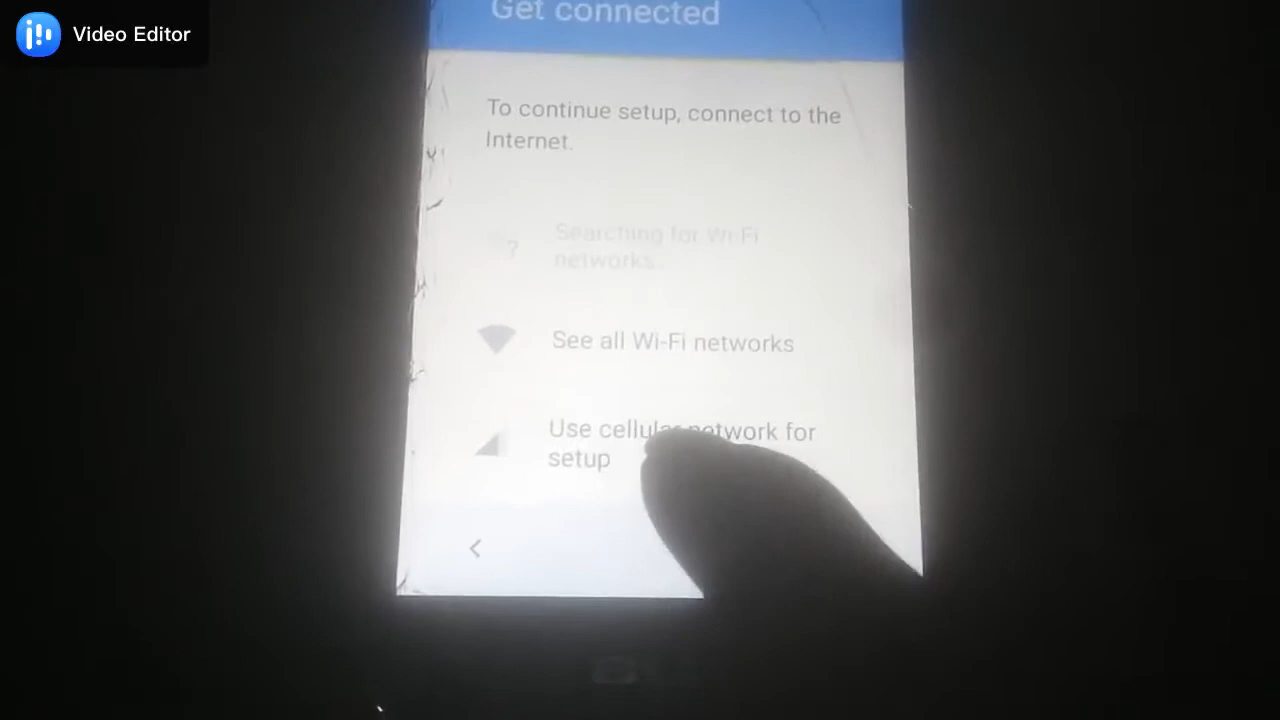 Video Editor
Get connected
To continue setup, connect to the
Internet.
Searching for Wi-Fi
networks...
?
See all Wi-Fi networks
Use cellular network for
setup